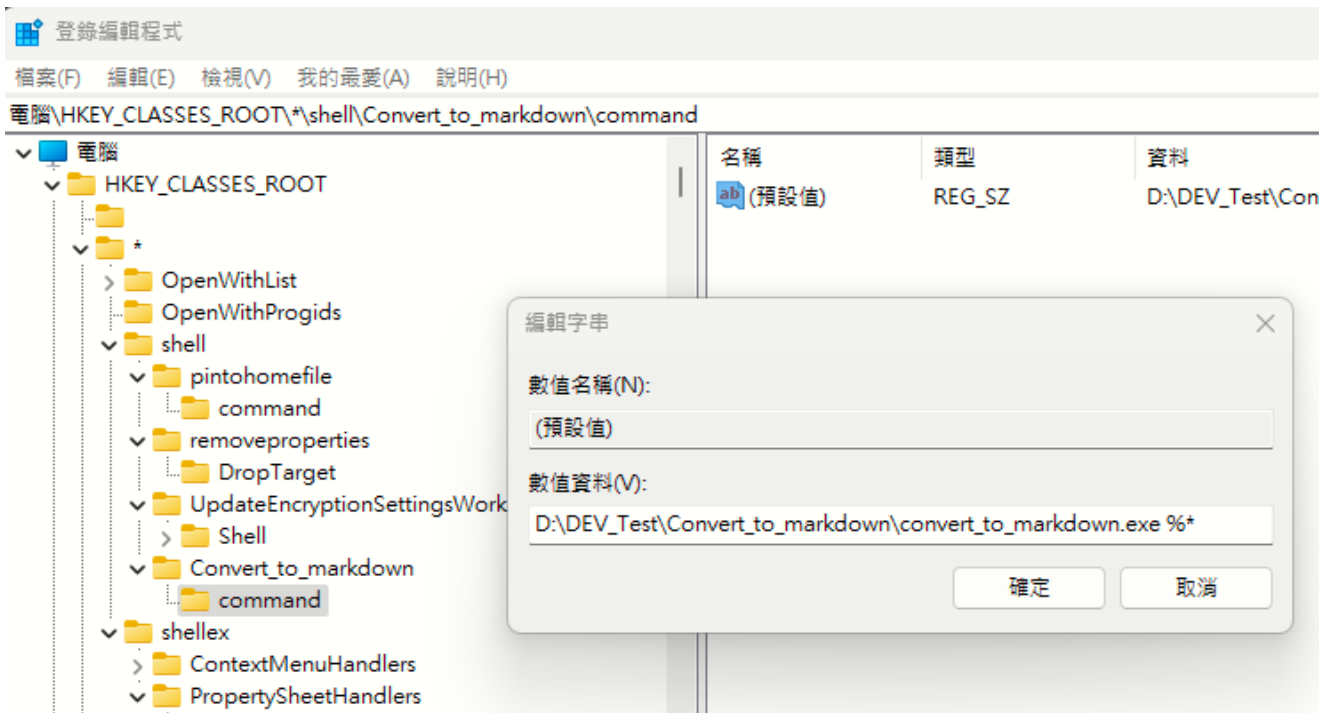 登錄編輯程式
檔案(F) 編輯(E) 檢視(V) 我的最愛(A) 說明(H)
電腦\HKEY_CLASSES_ROOT\*\shell\Convert_to_markdown\command
電腦
HKEY_CLASSES_ROOT
*
OpenWithList
OpenWithProgids
shell
pintohomefile
command
removeproperties
DropTarget
UpdateEncryptionSettingsWork
Shell
Convert_to_markdown
command
shellex
ContextMenuHandlers
PropertySheetHandlers
名稱 類型 資料
ab (預設值) REG_SZ D:\DEV_Test\Con
編輯字串
數值名稱(N):
(預設值)
數值資料(V):
D:\DEV_Test\Convert_to_markdown\convert_to_markdown.exe %*
確定 取消